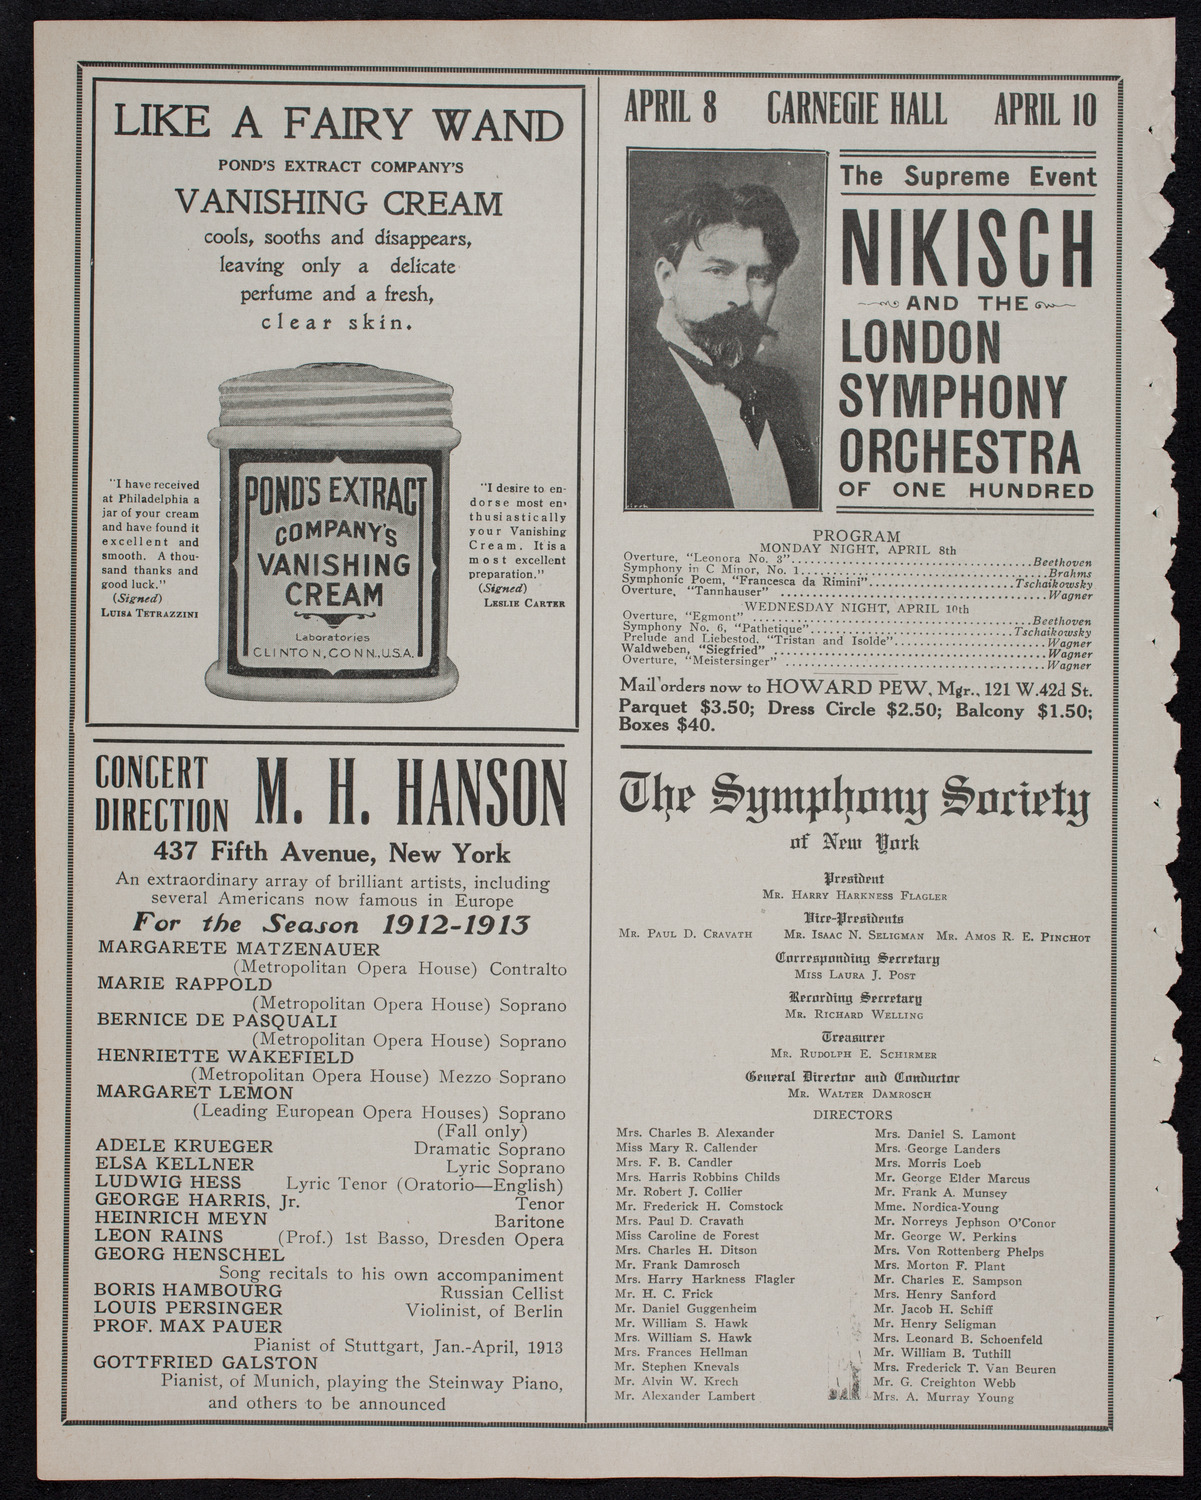 LIKE A FAIRY WAND
POND'S EXTRACT COMPANY'S
VANISHING CREAM
cools, sooths and disappears,
leaving only a delicate
perfume and a fresh,
clear skin.
"I have received
at Philadelphia a
jar of your cream
and have found it
excellent and
smooth. A thou-
sand thanks and
good luck."
(Signed)
LUISA TETRAZZINI
POND'S EXTRACT
COMPANY'S
VANISHING
CREAM
Laboratories
CLINTON, CONN., U.S.A.
"I desire to en-
dorse most en-
thusiastically
your Vanishing
Cream. It is a
most excellent
preparation."
(Signed)
LESLIE CARTER
CONCERT
DIRECTION
M. H. HANSON
437 Fifth Avenue, New York
An extraordinary array of brilliant artists, including
several Americans now famous in Europe
For the Season 1912-1913
MARGARETE MATZENAUER
(Metropolitan Opera House) Contralto
MARIE RAPPOLD
(Metropolitan Opera House) Soprano
BERNICE DE PASQUALI
(Metropolitan Opera House) Soprano
HENRIETTE WAKEFIELD
(Metropolitan Opera House) Mezzo Soprano
MARGARET LEMON
(Leading European Opera Houses) Soprano
(Fall only)
ADELE KRUEGER Dramatic Soprano
ELSA KELLNER Lyric Soprano
LUDWIG HESS Lyric Tenor (Oratorio—English)
GEORGE HARRIS, Jr. Tenor
HEINRICH MEYN Baritone
LEON RAINS (Prof.) 1st Basso, Dresden Opera
GEORG HENSCHEL
Song recitals to his own accompaniment
BORIS HAMBOURG Russian Cellist
LOUIS PERSINGER Violinist, of Berlin
PROF. MAX PAUER
Pianist of Stuttgart, Jan.-April, 1913
GOTTFRIED GALSTON
Pianist, of Munich, playing the Steinway Piano,
and others to be announced
APRIL 8 CARNEGIE HALL APRIL 10
The Supreme Event
NIKISCH
AND THE
LONDON
SYMPHONY
ORCHESTRA
OF ONE HUNDRED
PROGRAM
MONDAY NIGHT, APRIL 8th
Overture, "Leonora No. 3" Beethoven
Symphony in C Minor, No. 1 Brahms
Symphonic Poem, "Francesca da Rimini" Tschaikowsky
Overture, "Tannhauser" Wagner
WEDNESDAY NIGHT, APRIL 10th
Overture, "Egmont" Beethoven
Symphony No. 6, "Pathetique" Tschaikowsky
Prelude and Liebestod, "Tristan and Isolde" Wagner
Waldweben, "Siegfried" Wagner
Overture, "Meistersinger" Wagner
Mail orders now to HOWARD PEW, Mgr., 121 W. 42d St.
Parquet $3.50; Dress Circle $2.50; Balcony $1.50;
Boxes $40.
The Symphony Society
of New York
President
MR. HARRY HARKNESS FLAGLER
Vice-Presidents
MR. PAUL D. CRAVATH MR. ISAAC N. SELIGMAN MR. AMOS R. E. PINCHOT
Corresponding Secretary
MISS LAURA J. POST
Recording Secretary
MR. RICHARD WELLING
Treasurer
MR. RUDOLPH E. SCHIRMER
General Director and Conductor
MR. WALTER DAMROSCH
DIRECTORS
Mrs. Charles B. Alexander
Miss Mary R. Callender
Mrs. F. B. Candler
Mrs. Harris Robbins Childs
Mr. Robert J. Collier
Mr. Frederick H. Comstock
Mrs. Paul D. Cravath
Miss Caroline de Forest
Mrs. Charles H. Ditson
Mr. Frank Damrosch
Mrs. Harry Harkness Flagler
Mr. H. C. Frick
Mr. Daniel Guggenheim
Mr. William S. Hawk
Mrs. William S. Hawk
Mrs. Frances Hellman
Mr. Stephen Knevals
Mr. Alvin W. Krech
Mr. Alexander Lambert
Mrs. Daniel S. Lamont
Mrs. George Landers
Mrs. Morris Loeb
Mr. George Elder Marcus
Mr. Frank A. Munsey
Mme. Nordica-Young
Mr. Norreys Jephson O'Conor
Mr. George W. Perkins
Mrs. Von Rottenberg Phelps
Mrs. Morton F. Plant
Mr. Charles E. Sampson
Mrs. Henry Sanford
Mr. Jacob H. Schiff
Mr. Henry Seligman
Mrs. Leonard B. Schoenfeld
Mr. William B. Tuthill
Mrs. Frederick T. Van Beuren
Mr. G. Creighton Webb
Mrs. A. Murray Young